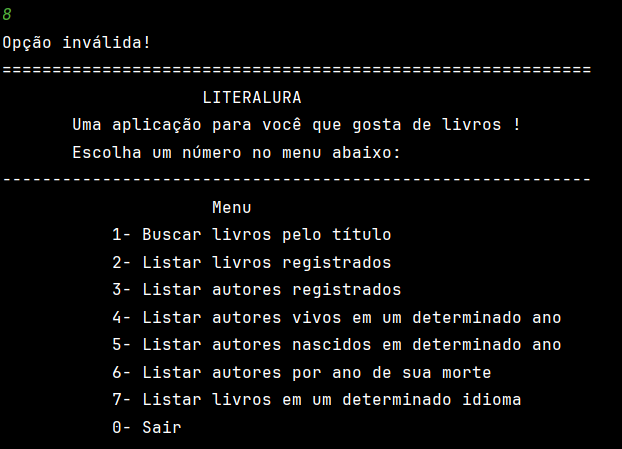 8
Opção inválida!
===========================================================
LITERALURA
Uma aplicação para você que gosta de livros !
Escolha um número no menu abaixo:
-----------------------------------------------------------
Menu
1- Buscar livros pelo título
2- Listar livros registrados
3- Listar autores registrados
4- Listar autores vivos em um determinado ano
5- Listar autores nascidos em determinado ano
6- Listar autores por ano de sua morte
7- Listar livros em um determinado idioma
0- Sair